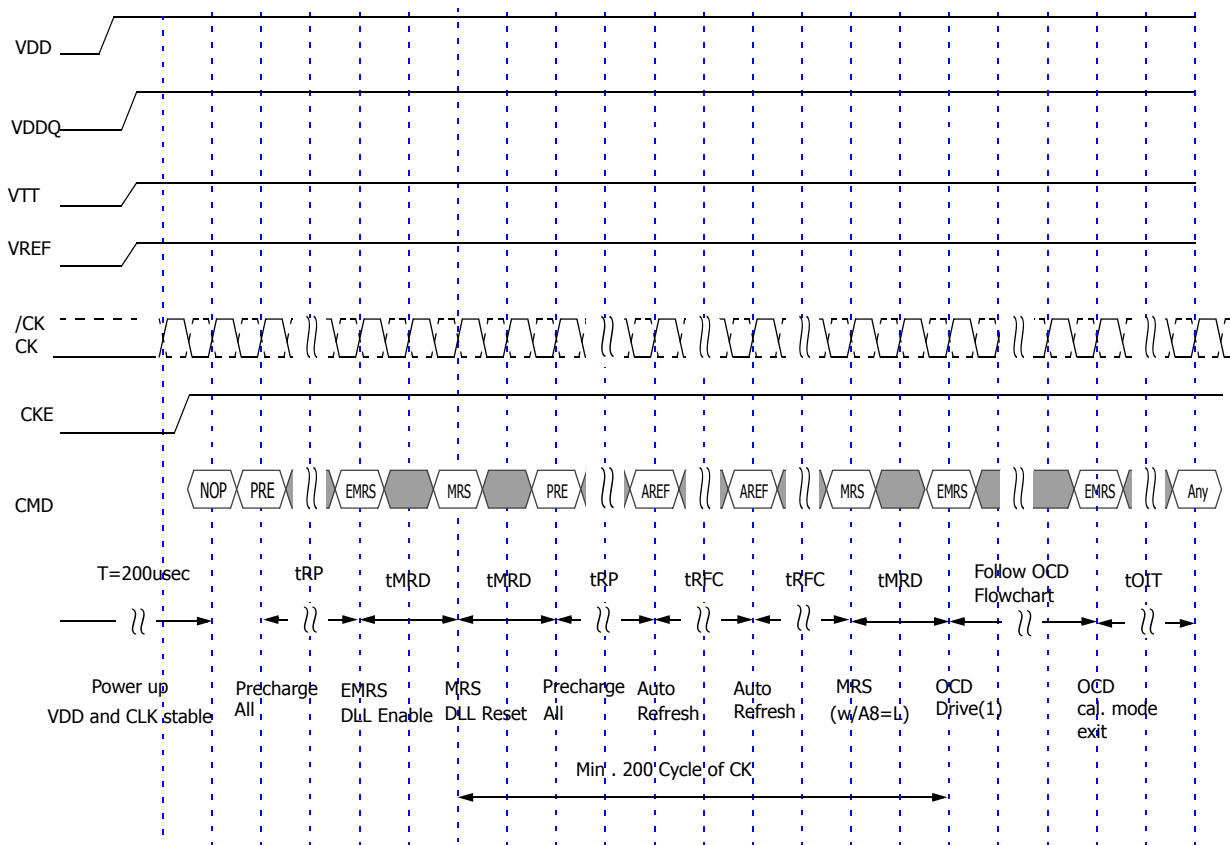 VDD
VDDQ
VTT
VREF
/CK
CK
CKE
CMD
NOP PRE EMRS MRS PRE AREF AREF MRS EMRS EMRS Any
T=200usec tRP tMRD tMRD tRP tRFC tRFC tMRD Follow OCD Flowchart tOIT
Power up
VDD and CLK stable
Precharge
All
EMRS
DLL Enable
MRS
DLL Reset
Precharge
All
Auto
Refresh
Auto
Refresh
MRS
(w/A8=L)
OCD
Drive(1)
OCD
cal. mode
exit
Min . 200 Cycle of CK